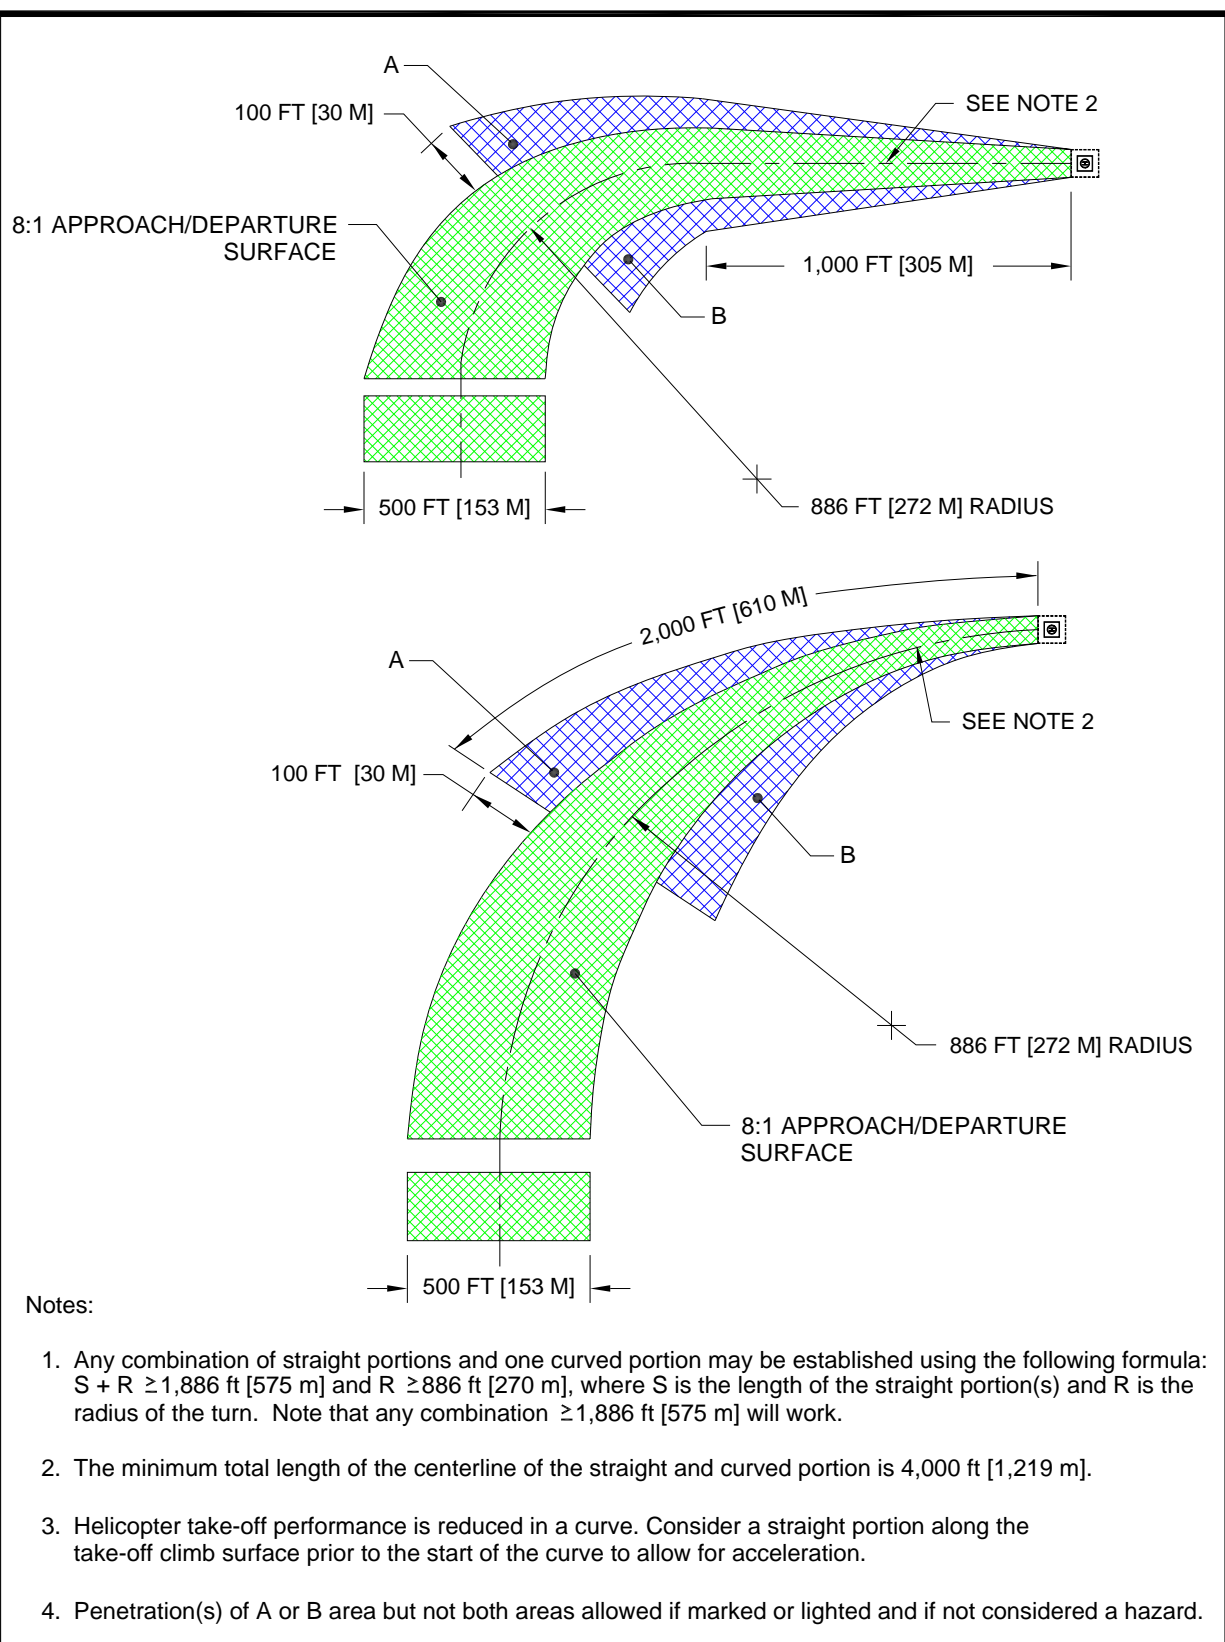 A
100 FT [30 M]
SEE NOTE 2
8:1 APPROACH/DEPARTURE
SURFACE
1,000 FT [305 M]
B
500 FT [153 M]
886 FT [272 M] RADIUS
2,000 FT [610 M]
A
SEE NOTE 2
100 FT [30 M]
B
886 FT [272 M] RADIUS
8:1 APPROACH/DEPARTURE
SURFACE
500 FT [153 M]
Notes:
1. Any combination of straight portions and one curved portion may be established using the following formula:
S + R ≥1,886 ft [575 m] and R ≥886 ft [270 m], where S is the length of the straight portion(s) and R is the
radius of the turn. Note that any combination ≥1,886 ft [575 m] will work.
2. The minimum total length of the centerline of the straight and curved portion is 4,000 ft [1,219 m].
3. Helicopter take-off performance is reduced in a curve. Consider a straight portion along the
take-off climb surface prior to the start of the curve to allow for acceleration.
4. Penetration(s) of A or B area but not both areas allowed if marked or lighted and if not considered a hazard.